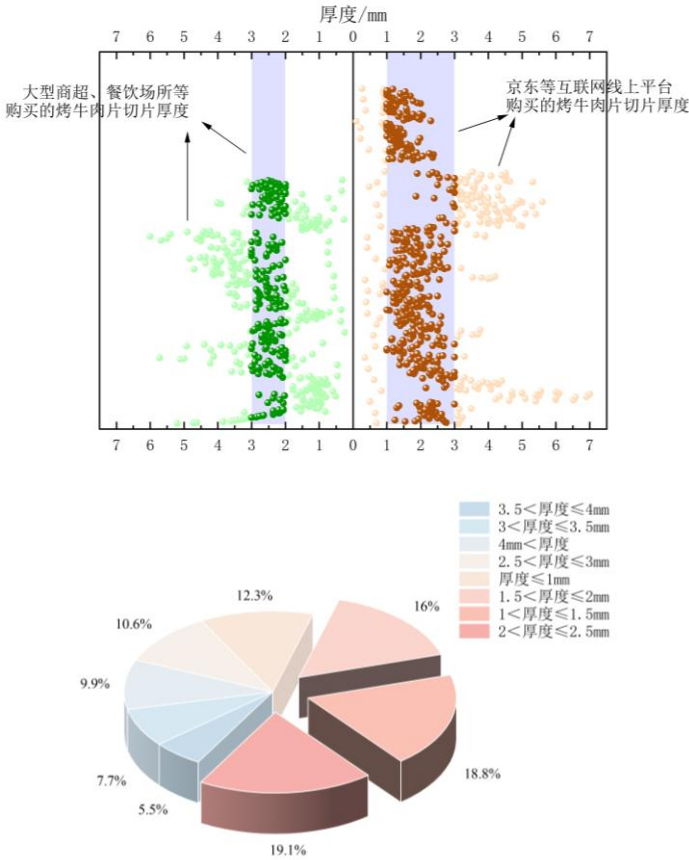 厚度/mm
7 6 5 4 3 2 1 0 1 2 3 4 5 6 7
大型商超、餐饮场所等
购买的烤牛肉片切片厚度
京东等互联网线上平台
购买的烤牛肉片切片厚度
7 6 5 4 3 2 1 0 1 2 3 4 5 6 7
3.5<厚度≤4mm
3<厚度≤3.5mm
4mm<厚度
2.5<厚度≤3mm
厚度≤1mm
1.5<厚度≤2mm
1<厚度≤1.5mm
2<厚度≤2.5mm
12.3%
16%
10.6%
9.9%
7.7%
5.5%
18.8%
19.1%